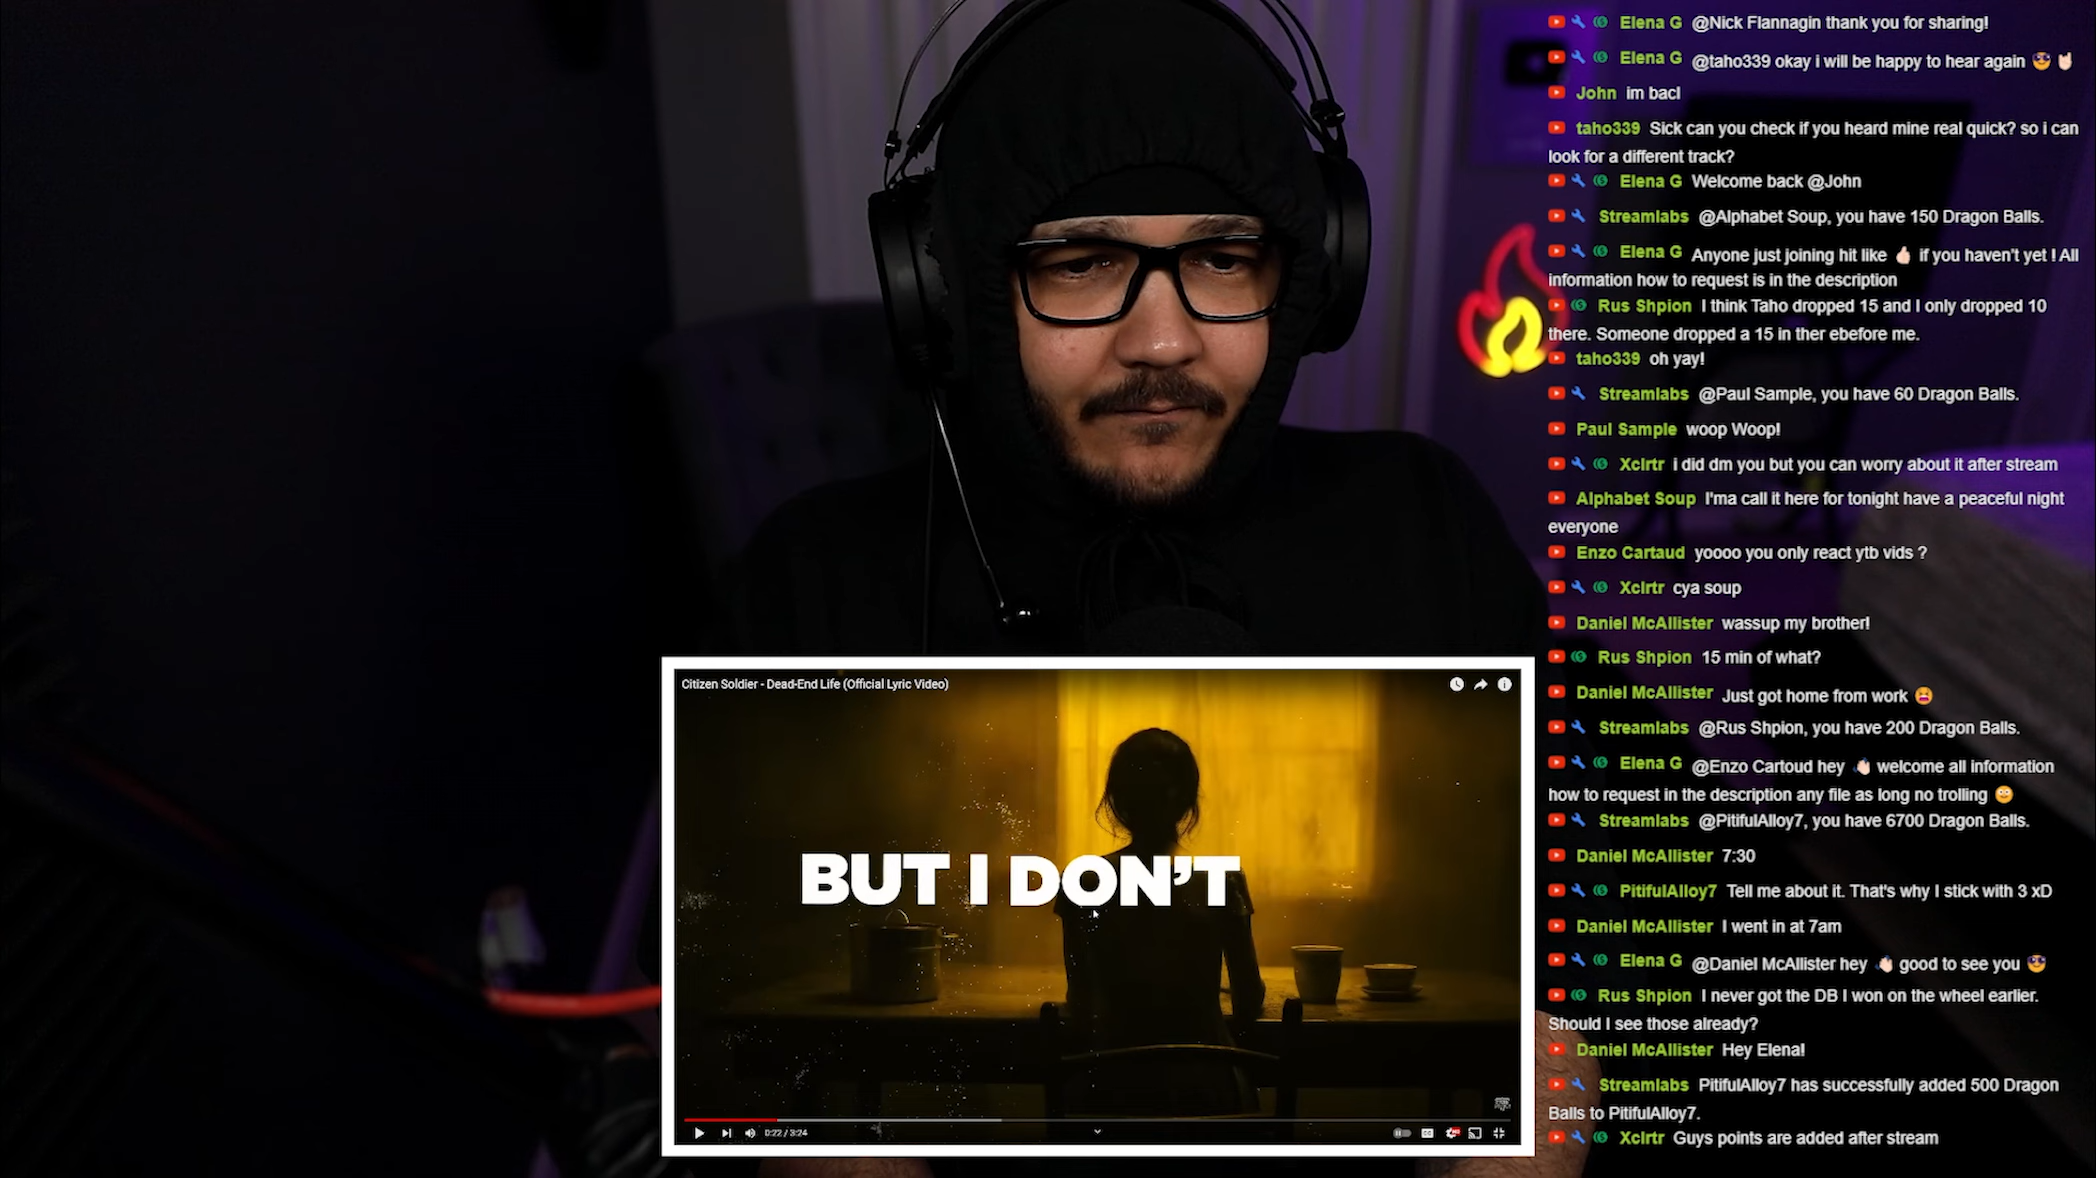 Elena G @Nick Flannagin thank you for sharing!
Elena G @taho339 okay i will be happy to hear again
John im bacl
taho339 Sick can you check if you heard mine real quick? so i can
look for a different track?
Elena G Welcome back @John
Streamlabs @Alphabet Soup, you have 150 Dragon Balls.
Elena G Anyone just joining hit like if you haven't yet ! All
information how to request is in the description
Rus Shpion I think Taho dropped 15 and I only dropped 10
there. Someone dropped a 15 in ther ebefore me.
taho339 oh yay!
Streamlabs @Paul Sample, you have 60 Dragon Balls.
Paul Sample woop Woop!
Xclrtr i did dm you but you can worry about it after stream
Alphabet Soup I'ma call it here for tonight have a peaceful night
everyone
Enzo Cartaud yoooo you only react ytb vids ?
Xclrtr cya soup
Daniel McAllister wassup my brother!
Rus Shpion 15 min of what?
Daniel McAllister Just got home from work
Streamlabs @Rus Shpion, you have 200 Dragon Balls.
Elena G @Enzo Cartoud hey welcome all information
how to request in the description any file as long no trolling
Streamlabs @PitifulAlloy7, you have 6700 Dragon Balls.
Daniel McAllister 7:30
PitifulAlloy7 Tell me about it. That's why I stick with 3 xD
Daniel McAllister I went in at 7am
Elena G @Daniel McAllister hey good to see you
Rus Shpion I never got the DB I won on the wheel earlier.
Should I see those already?
Daniel McAllister Hey Elena!
Streamlabs PitifulAlloy7 has successfully added 500 Dragon
Balls to PitifulAlloy7.
Xclrtr Guys points are added after stream
Citizen Soldier - Dead-End Life (Official Lyric Video)
BUT I DON'T
0:22 / 3:24